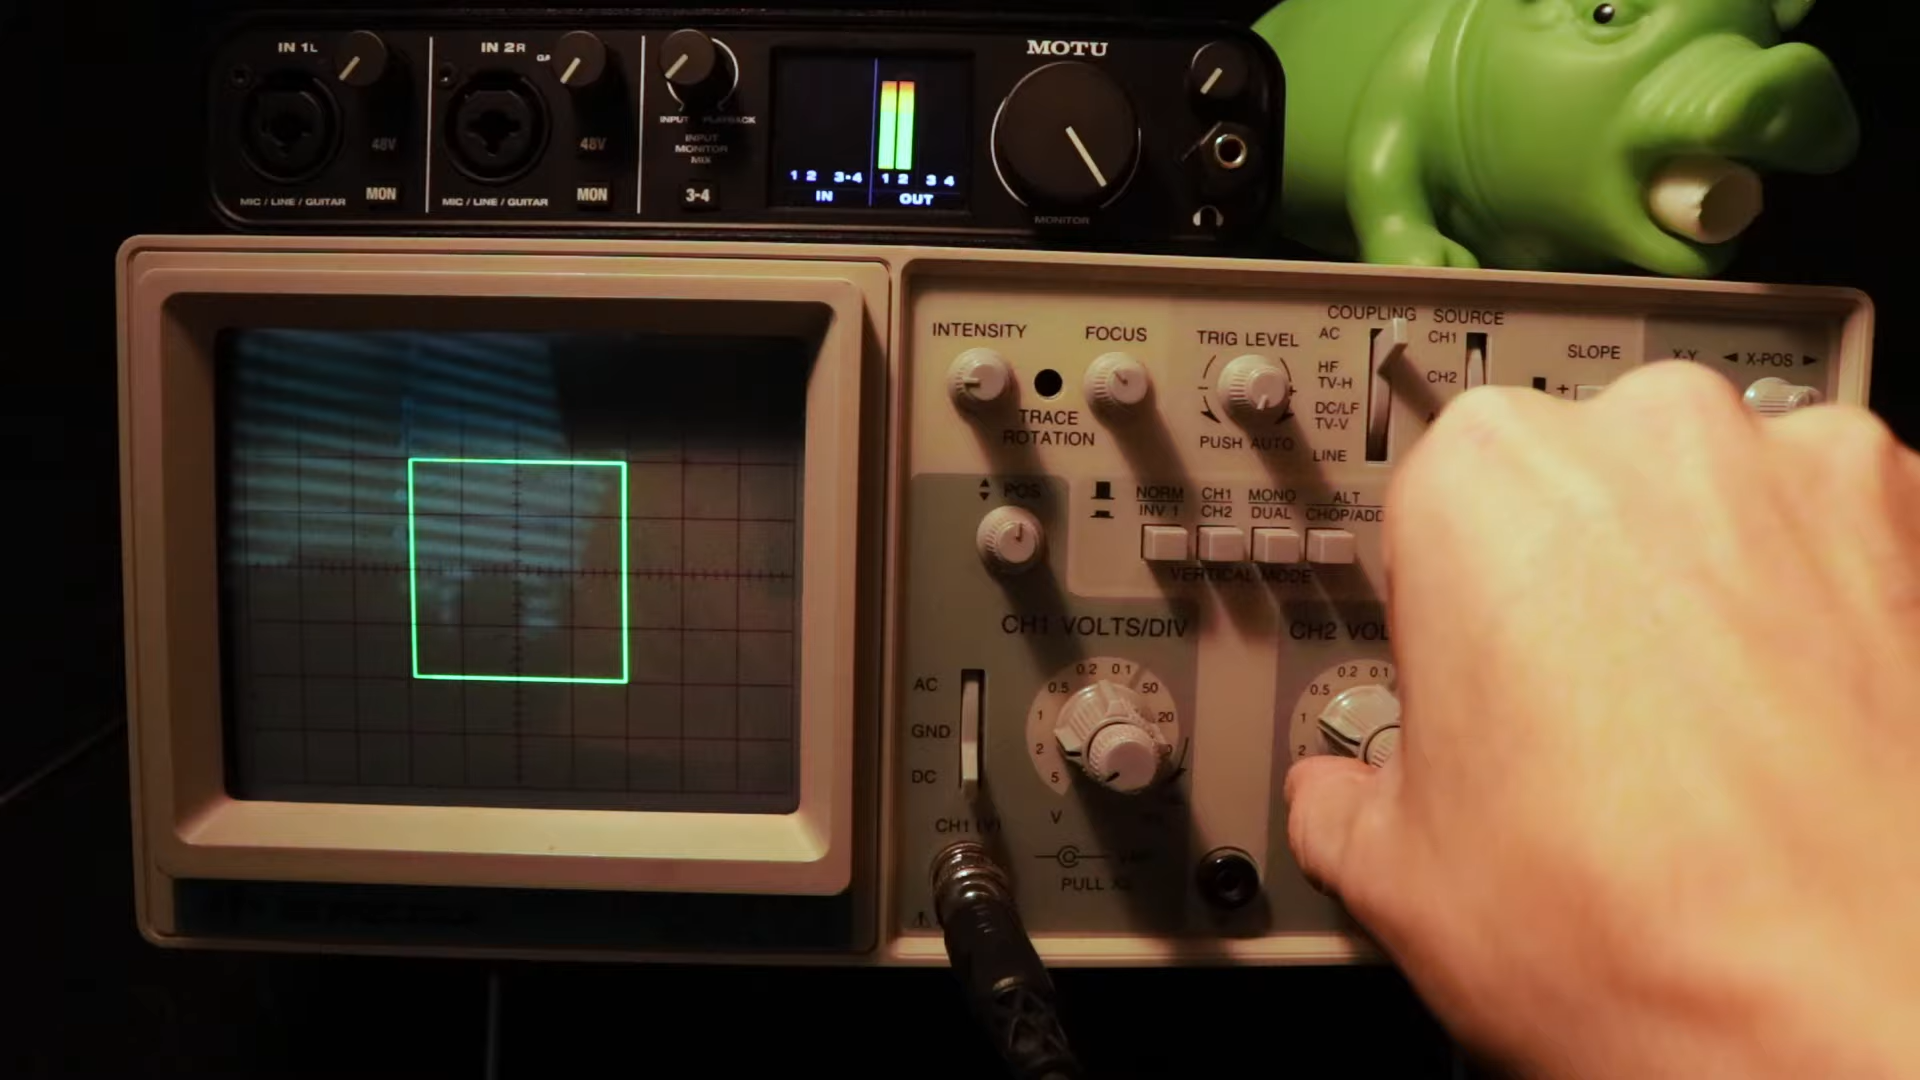 IN 1L
IN 2R
MOTU
48V
48V
INPUT PLAYBACK
INPUT
MONITOR
MIX
1 2 3-4
1 2 3 4
IN
OUT
MON
MON
3-4
MIC / LINE / GUITAR
MIC / LINE / GUITAR
MONITOR
INTENSITY
FOCUS
TRIG LEVEL
COUPLING
SOURCE
AC
HF
TV-H
DC/LF
TV-V
LINE
CH1
CH2
SLOPE
+
X-Y
X-POS
TRACE
ROTATION
- +
PUSH AUTO
POS
NORM
INV 1
CH1
CH2
MONO
DUAL
ALT
CHOP/ADD
VERTICAL MODE
CH1 VOLTS/DIV
CH2
AC
GND
DC
0.2 0.1
0.5 50
1 20
2
5
V
0.2 0.1
0.5
1
2
CH1 (Y)
PULL